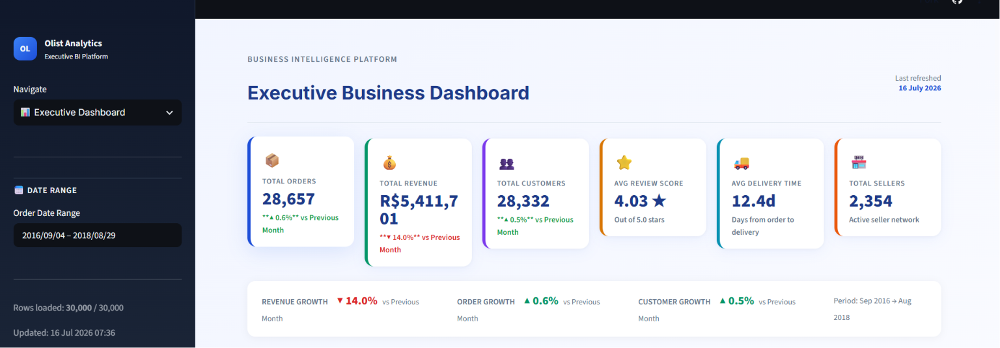 OL
Olist Analytics
Executive BI Platform
Navigate
Executive Dashboard
DATE RANGE
Order Date Range
2016/09/04 – 2018/08/29
Rows loaded: 30,000 / 30,000
Updated: 16 Jul 2026 07:36
BUSINESS INTELLIGENCE PLATFORM
Executive Business Dashboard
Last refreshed
16 July 2026
TOTAL ORDERS
28,657
**▲ 0.6%** vs Previous
Month
TOTAL REVENUE
R$5,411,7
01
**▼ 14.0%** vs Previous
Month
TOTAL CUSTOMERS
28,332
**▲ 0.5%** vs Previous
Month
AVG REVIEW SCORE
4.03 ★
Out of 5.0 stars
AVG DELIVERY TIME
12.4d
Days from order to
delivery
TOTAL SELLERS
2,354
Active seller network
REVENUE GROWTH ▼ 14.0% vs Previous
Month
ORDER GROWTH ▲ 0.6% vs Previous
Month
CUSTOMER GROWTH ▲ 0.5% vs Previous
Month
Period: Sep 2016 → Aug
2018